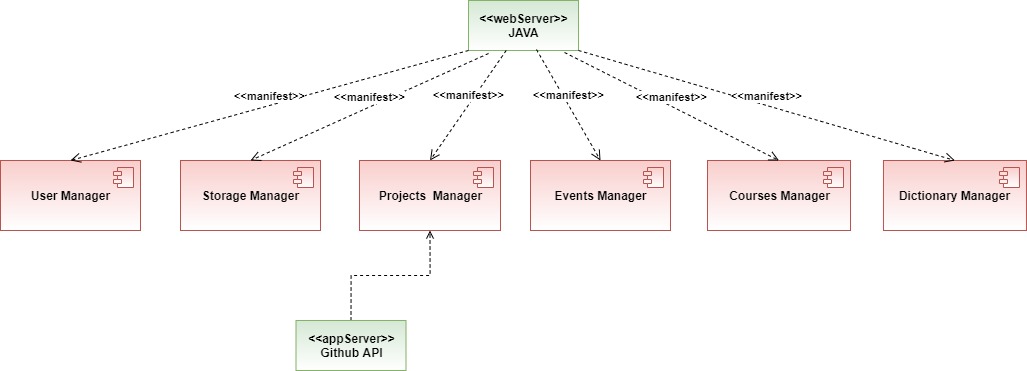 <<webServer>>
JAVA
<<manifest>>
<<manifest>>
<<manifest>>
<<manifest>>
<<manifest>>
<<manifest>>
User Manager
Storage Manager
Projects  Manager
Events Manager
Courses Manager
Dictionary Manager
<<appServer>>
Github API